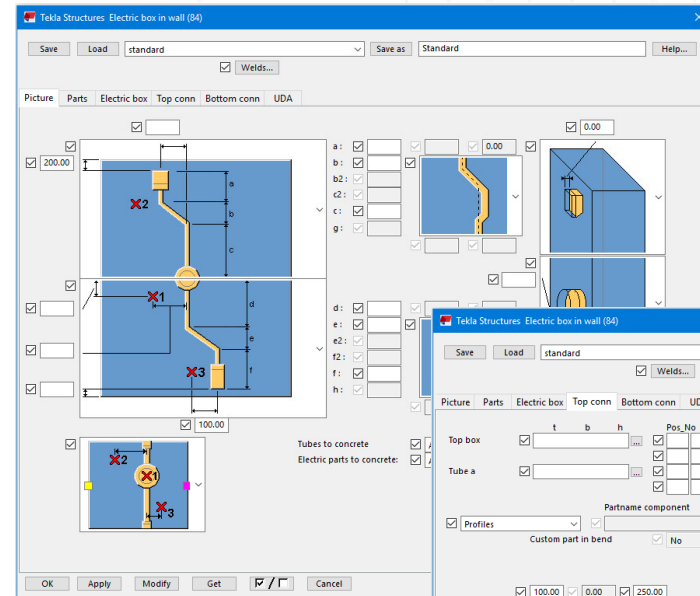 Tekla Structures Electric box in wall (84)
Save Load standard Save as Standard Help...
Welds...
Picture Parts Electric box Top conn Bottom conn UDA
0.00
a :
0.00
b :
200.00
b2 :
a
c2 :
2
c :
b
g :
c
1
d :
d
e :
e
e2 :
f2 :
3
f
f :
h :
100.00
Tubes to concrete
Electric parts to concrete:
2
1
3
OK Apply Modify Get / Cancel
Tekla Structures Electric box in wall (84)
Save Load standard
Welds...
Picture Parts Electric box Top conn Bottom conn UD
t b h Pos_No
Top box ...
Tube a ...
Partname component
Profiles
Custom part in bend No
100.00 0.00 250.00